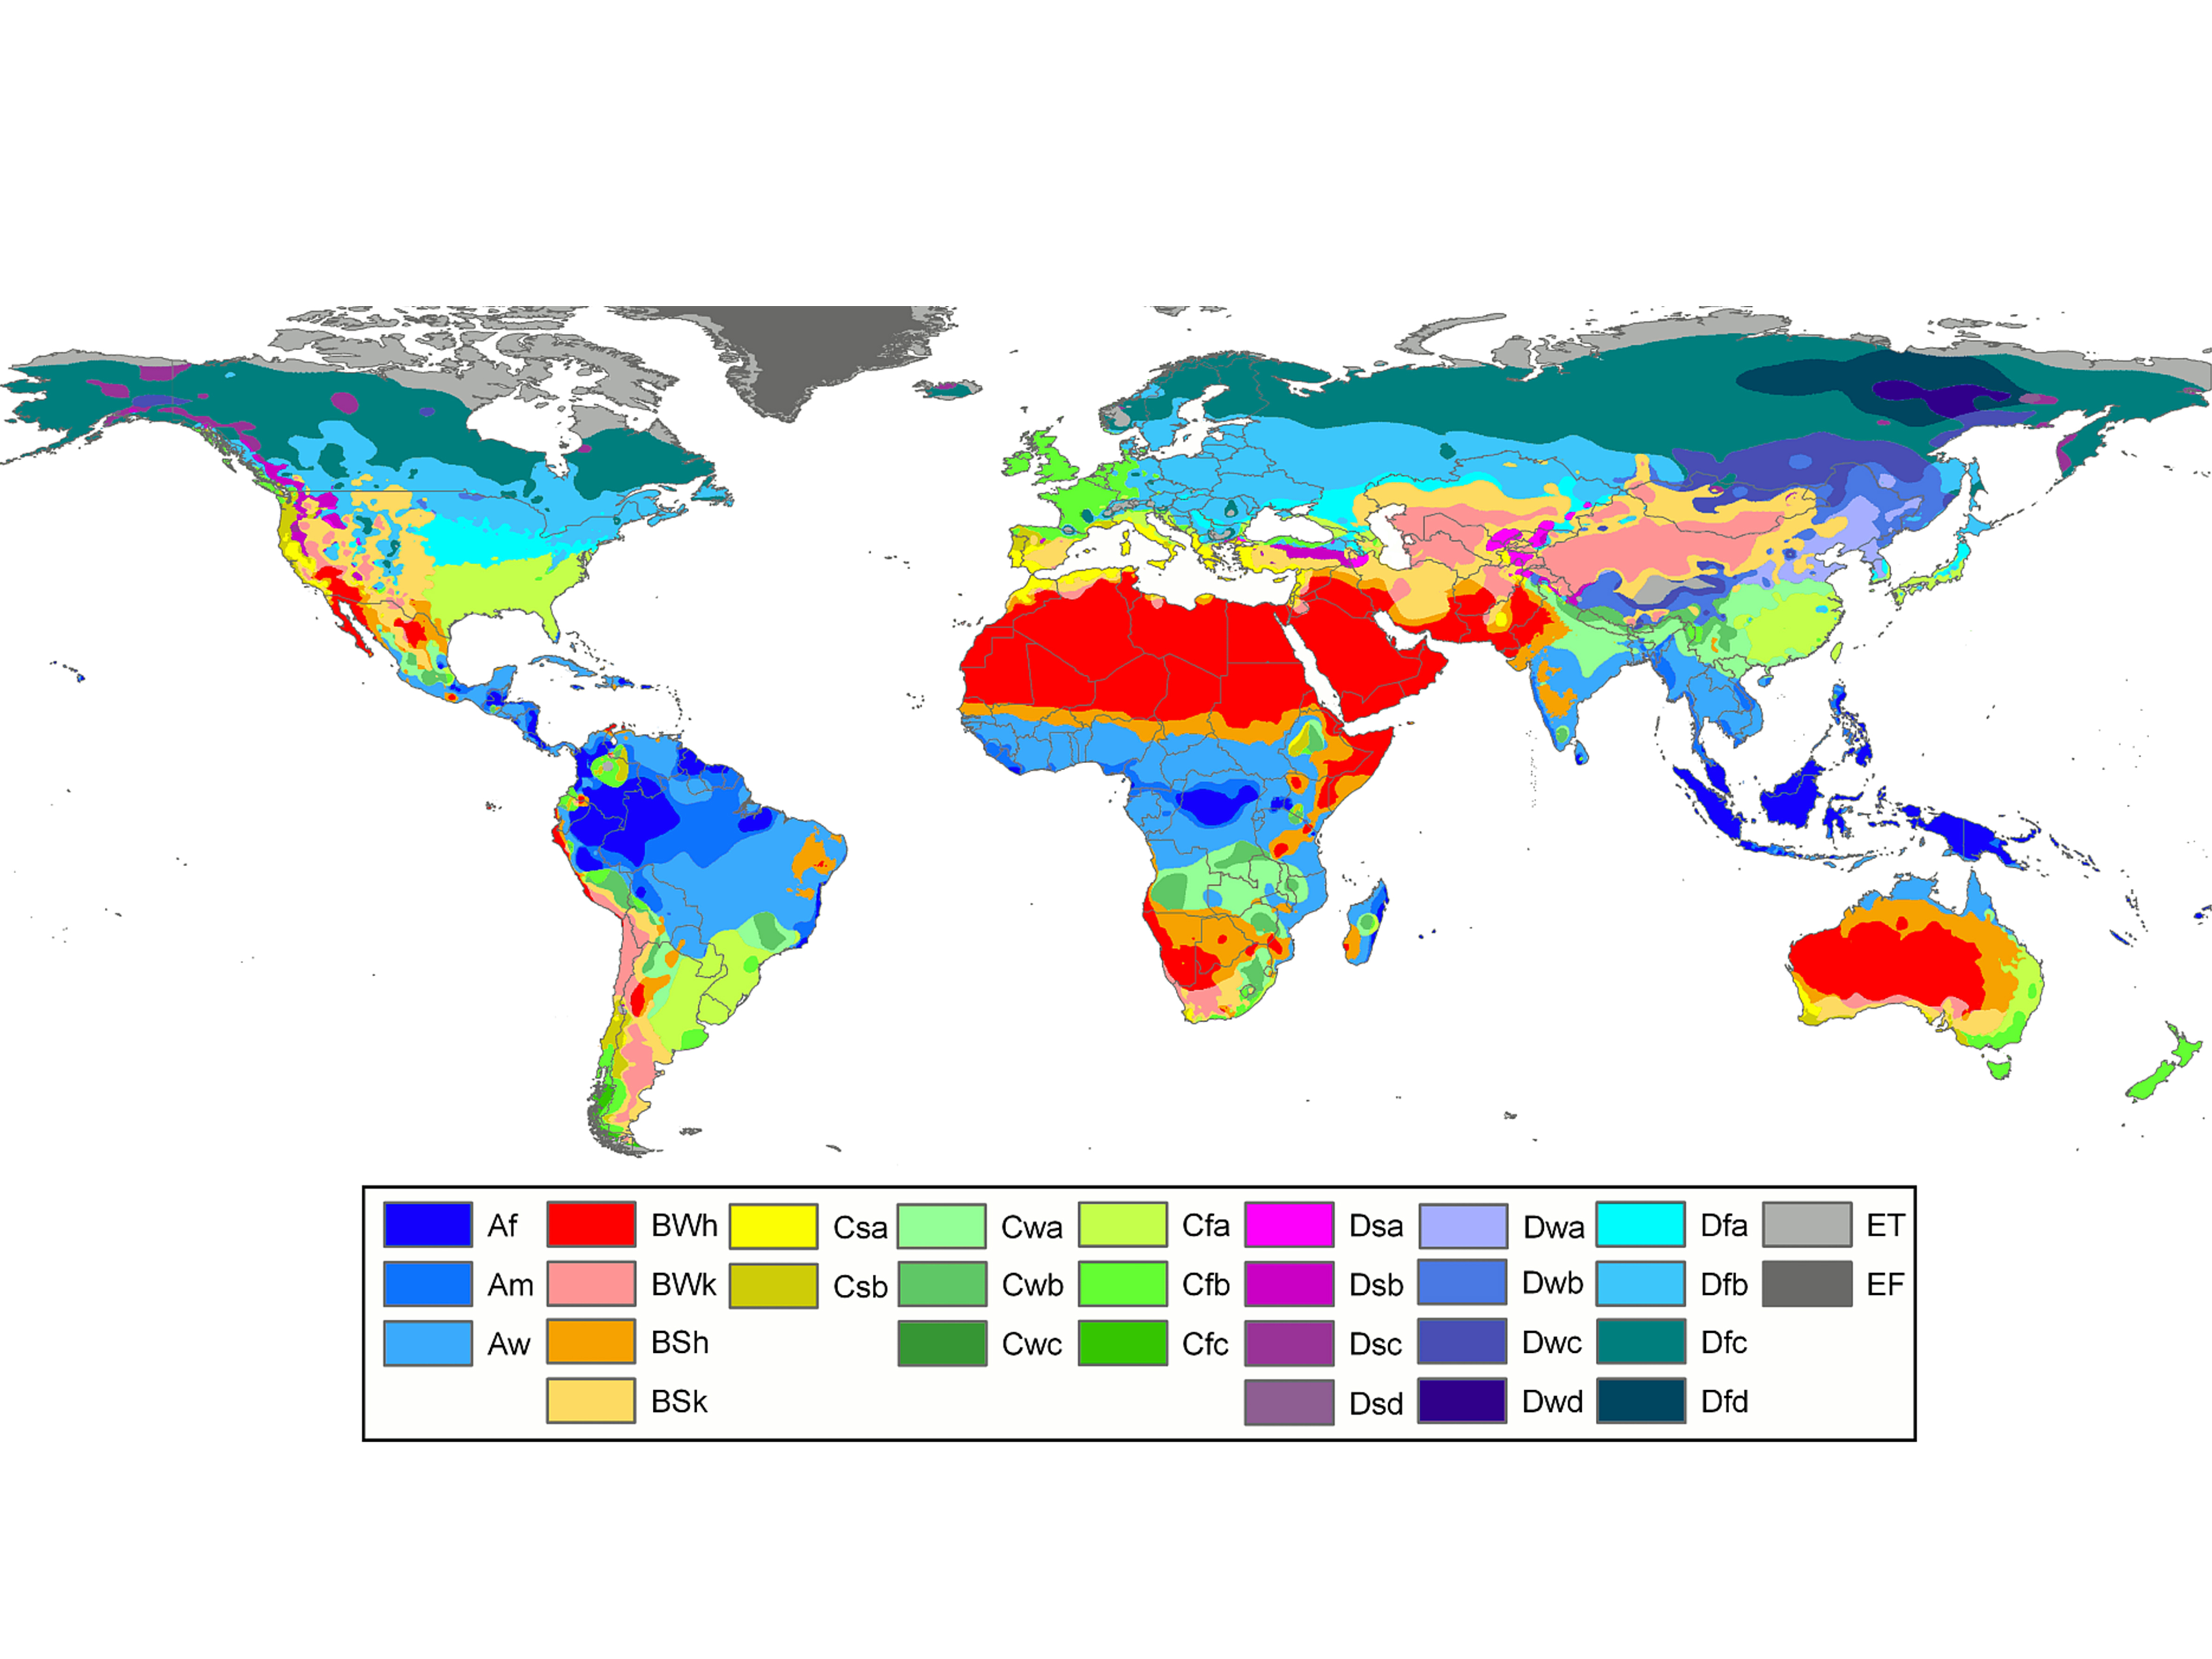 Af BWh Csa Cwa Cfa Dsa Dwa Dfa ET
Am BWk Csb Cwb Cfb Dsb Dwb Dfb EF
Aw BSh Cwc Cfc Dsc Dwc Dfc
BSk Dsd Dwd Dfd